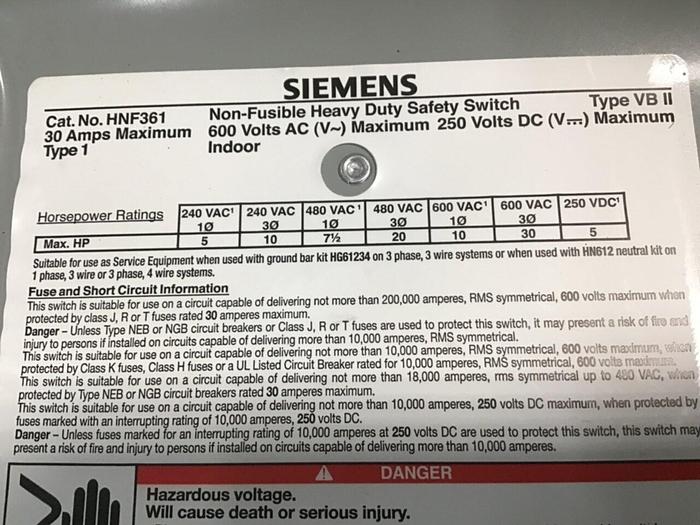 SIEMENS
Cat. No. HNF361 Non-Fusible Heavy Duty Safety Switch Type VB II
30 Amps Maximum 600 Volts AC (V~) Maximum 250 Volts DC (V⎓) Maximum
Type 1 Indoor
Horsepower Ratings 240 VAC¹ 1Ø 240 VAC 3Ø 480 VAC¹ 1Ø 480 VAC 3Ø 600 VAC¹ 1Ø 600 VAC 3Ø 250 VDC¹
Max. HP 5 10 7½ 20 10 30 5
Suitable for use as Service Equipment when used with ground bar kit HG61234 on 3 phase, 3 wire systems or when used with HN612 neutral kit on
1 phase, 3 wire or 3 phase, 4 wire systems.
Fuse and Short Circuit Information
This switch is suitable for use on a circuit capable of delivering not more than 200,000 amperes, RMS symmetrical, 600 volts maximum when
protected by class J, R or T fuses rated 30 amperes maximum.
Danger – Unless Type NEB or NGB circuit breakers or Class J, R or T fuses are used to protect this switch, it may present a risk of fire and
injury to persons if installed on circuits capable of delivering more than 10,000 amperes, RMS symmetrical.
This switch is suitable for use on a circuit capable of delivering not more than 10,000 amperes, RMS symmetrical, 600 volts maximum, when
protected by Class K fuses, Class H fuses or a UL Listed Circuit Breaker rated for 10,000 amperes, RMS symmetrical, 600 volts maximum.
This switch is suitable for use on a circuit capable of delivering not more than 18,000 amperes, rms symmetrical up to 480 VAC, when
protected by Type NEB or NGB circuit breakers rated 30 amperes maximum.
This switch is suitable for use on a circuit capable of delivering not more than 10,000 amperes, 250 volts DC maximum, when protected by
fuses marked with an interrupting rating of 10,000 amperes, 250 volts DC.
Danger – Unless fuses marked for an interrupting rating of 10,000 amperes at 250 volts DC are used to protect this switch, this switch may
present a risk of fire and injury to persons if installed on circuits capable of delivering more than 10,000 amperes.
DANGER
Hazardous voltage.
Will cause death or serious injury.